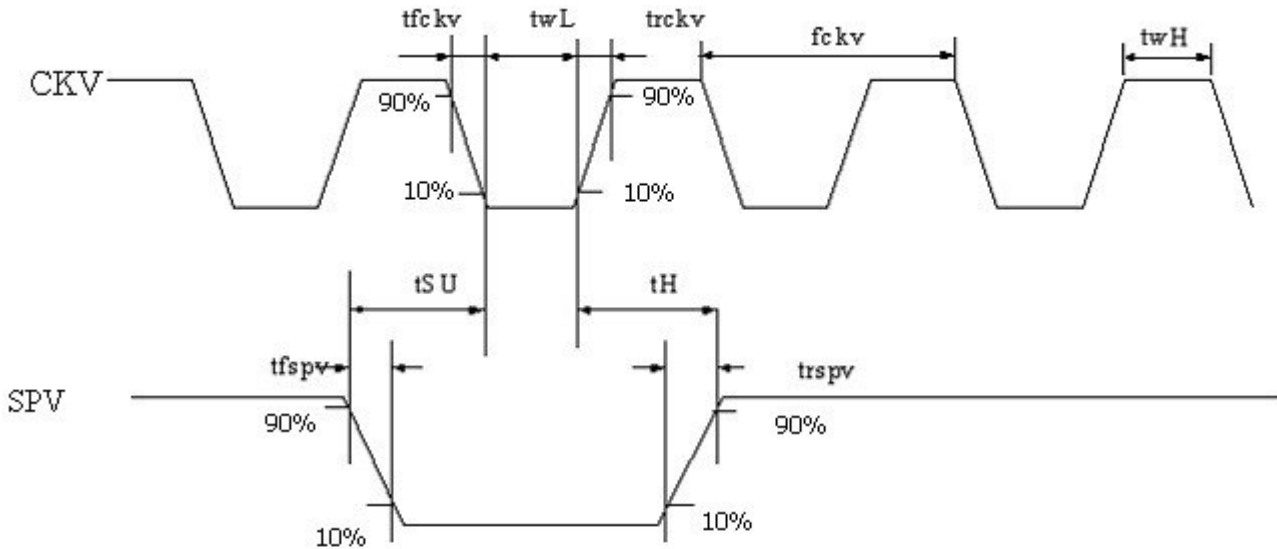 tfckv twL trckv fckv twH
CKV
90% 90%
10% 10%
tSU tH
tfspv trspv
SPV
90% 90%
10% 10%